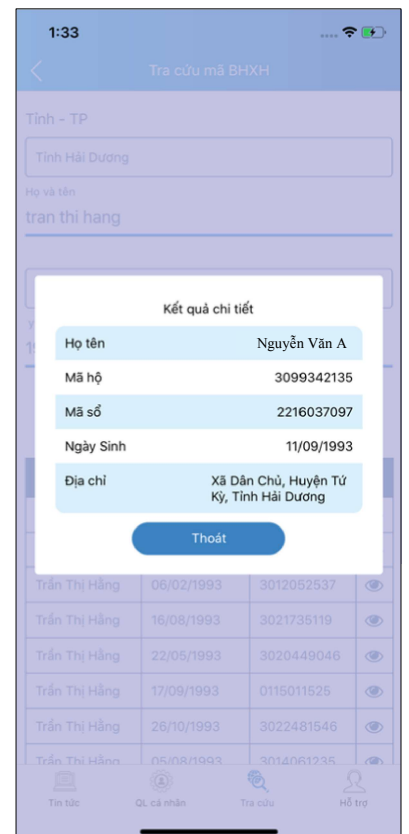 1:33
Tra cứu mã BHXH
Tỉnh - TP
Tỉnh Hải Dương
Họ và tên
tran thi hang
Kết quả chi tiết
Họ tên Nguyễn Văn A
Mã hộ 3099342135
Mã số 2216037097
Ngày Sinh 11/09/1993
Địa chỉ Xã Dân Chủ, Huyện Tứ
Kỳ, Tỉnh Hải Dương
Thoát
Trần Thị Hằng 06/02/1993 3012052537
Trần Thị Hằng 16/08/1993 3021735119
Trần Thị Hằng 22/05/1993 3020449046
Trần Thị Hằng 17/09/1993 0115011525
Trần Thị Hằng 26/10/1993 3022481546
Trần Thị Hằng 05/08/1993 3014061235
Tin tức QL cá nhân Tra cứu Hỗ trợ